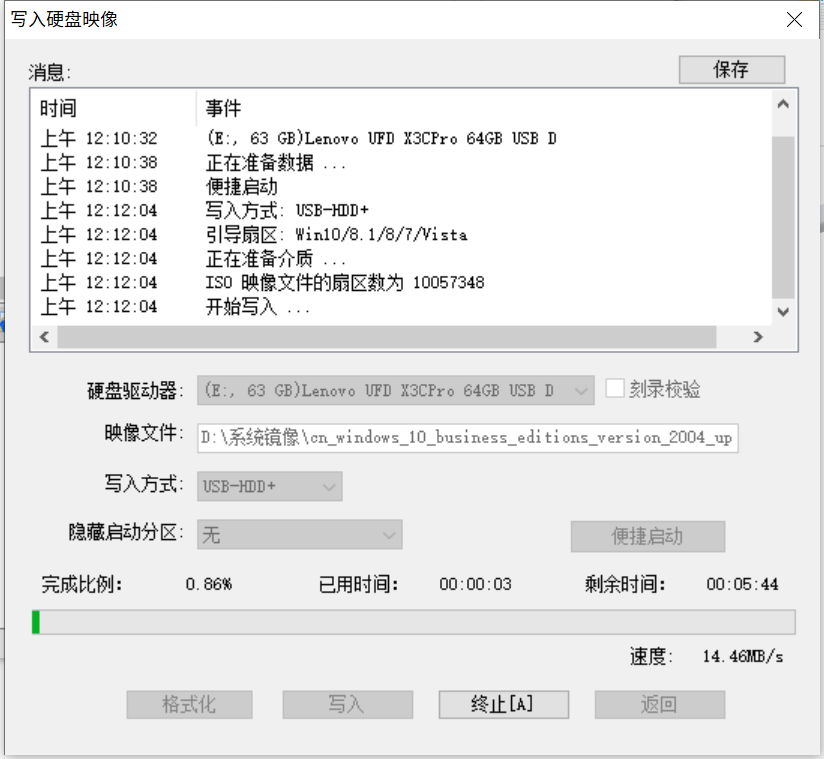 写入硬盘映像
消息:
保存
时间 事件
上午 12:10:32 (E:, 63 GB)Lenovo UFD X3CPro 64GB USB D
上午 12:10:38 正在准备数据 ...
上午 12:10:38 便捷启动
上午 12:12:04 写入方式: USB-HDD+
上午 12:12:04 引导扇区: Win10/8.1/8/7/Vista
上午 12:12:04 正在准备介质 ...
上午 12:12:04 ISO 映像文件的扇区数为 10057348
上午 12:12:04 开始写入 ...
硬盘驱动器: (E:, 63 GB)Lenovo UFD X3CPro 64GB USB D 刻录校验
映像文件: D:\系统镜像\cn_windows_10_business_editions_version_2004_up
写入方式: USB-HDD+
隐藏启动分区: 无 便捷启动
完成比例: 0.86% 已用时间: 00:00:03 剩余时间: 00:05:44
速度: 14.46MB/s
格式化 写入 终止[A] 返回